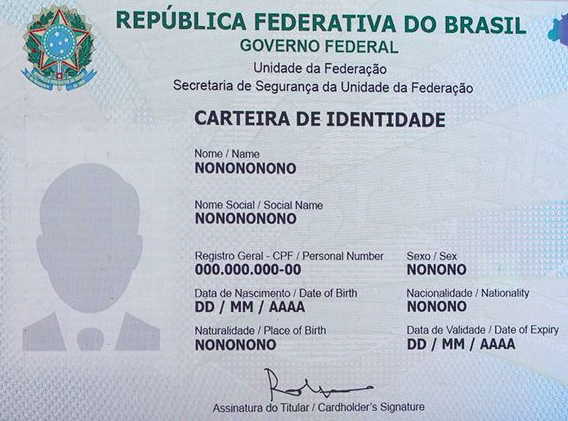 REPÚBLICA FEDERATIVA DO BRASIL
GOVERNO FEDERAL
Unidade da Federação
Secretaria de Segurança da Unidade da Federação
CARTEIRA DE IDENTIDADE
Nome / Name
NONONONONO
Nome Social / Social Name
NONONONONO
Registro Geral - CPF / Personal Number
000.000.000-00
Sexo / Sex
NONONO
Data de Nascimento / Date of Birth
DD / MM / AAAA
Nacionalidade / Nationality
NONONO
Naturalidade / Place of Birth
NONONONO
Data de Validade / Date of Expiry
DD / MM / AAAA
Assinatura do Titular / Cardholder's Signature